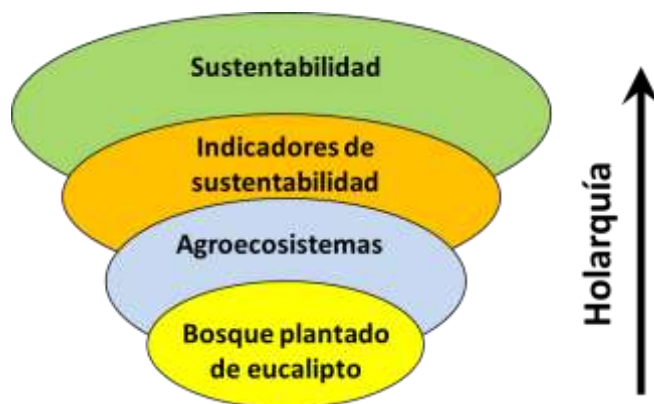 Sustentabilidad
Indicadores de
sustentabilidad
Agroecosistemas
Bosque plantado
de eucalipto
Holarquía